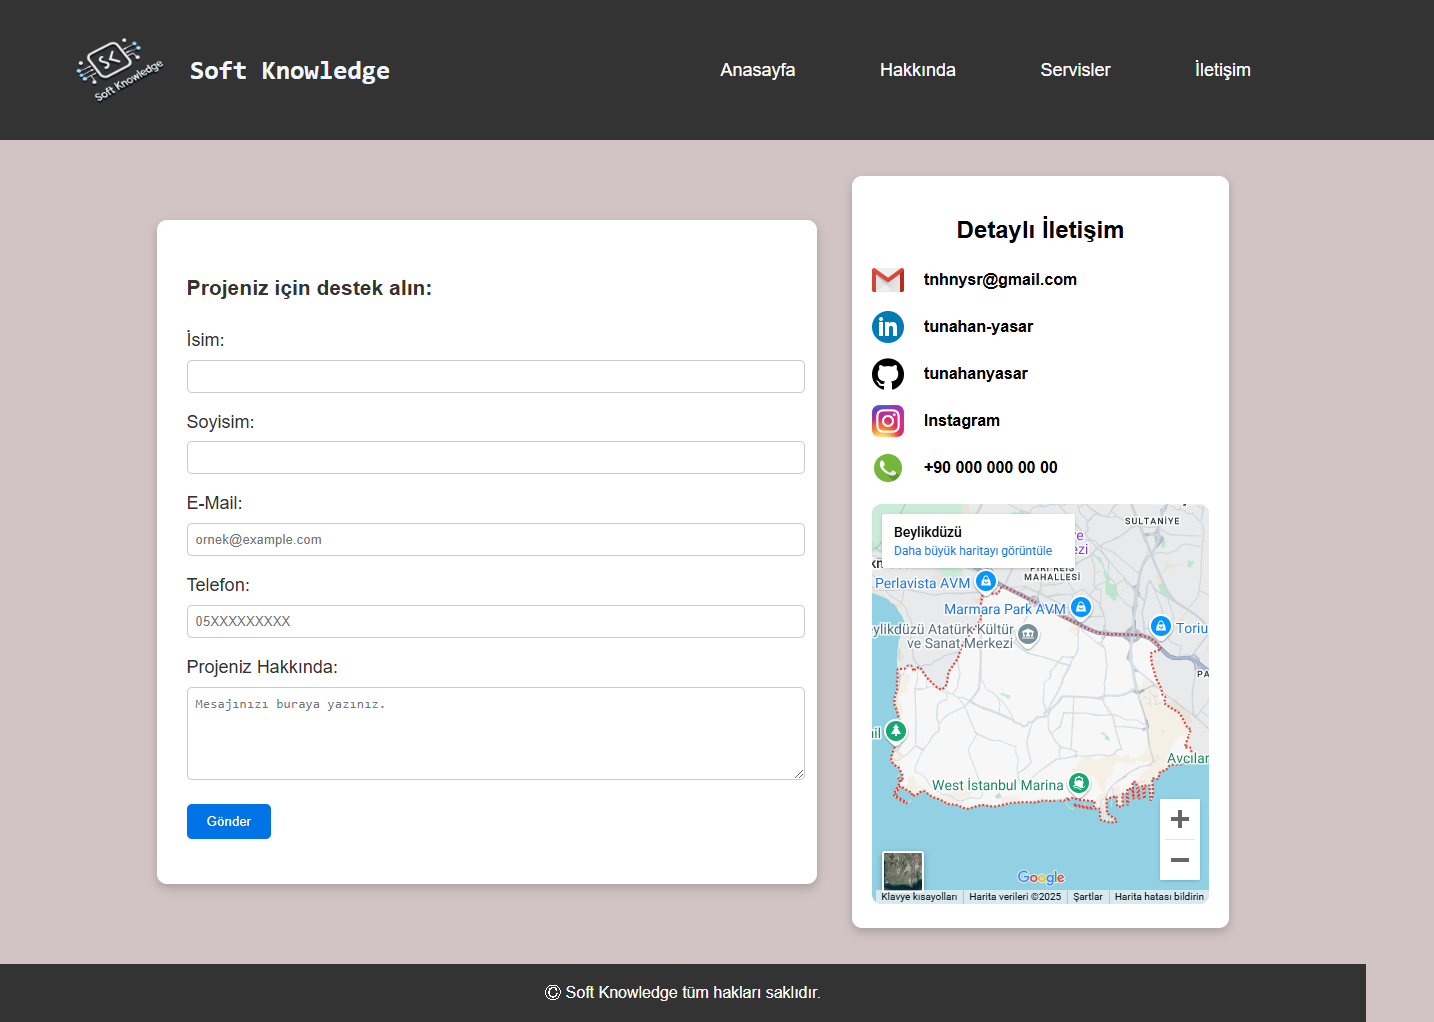 SK
Soft Knowledge
Soft Knowledge
Anasayfa
Hakkında
Servisler
İletişim
Projeniz için destek alın:
İsim:
Soyisim:
E-Mail:
ornek@example.com
Telefon:
05XXXXXXXXX
Projeniz Hakkında:
Mesajınızı buraya yazınız.
Gönder
Detaylı İletişim
tnhnysr@gmail.com
in
tunahan-yasar
tunahanyasar
Instagram
+90 000 000 00 00
SULTANİYE
Beylikdüzü
Daha büyük haritayı görüntüle
PİRİ REİS
MAHALLESİ
Perlavista AVM
Marmara Park AVM
Toriu
eylikdüzü Atatürk Kültür
ve Sanat Merkezi
PA
Avcılar
West İstanbul Marina
Google
Klavye kısayolları
Harita verileri ©2025
Şartlar
Harita hatası bildirin
© Soft Knowledge tüm hakları saklıdır.